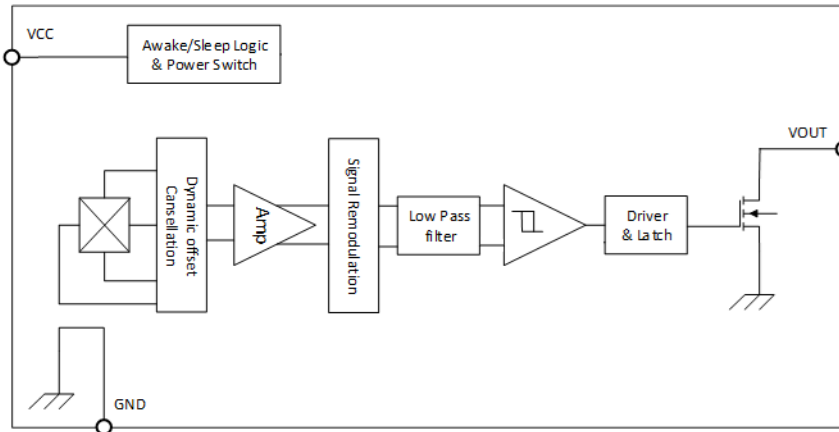 VCC
Awake/Sleep Logic
& Power Switch
VOUT
Dynamic offset
Cansellation
Amp
Signal Remodulation
Low Pass
filter
Driver
& Latch
GND